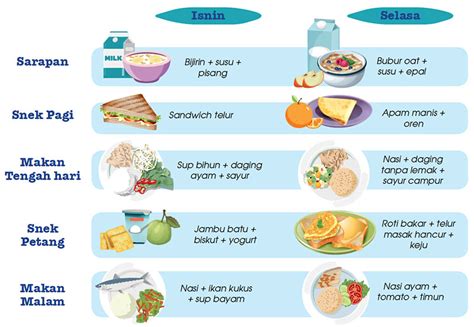 Isnin
Selasa
Sarapan
MILK
Bijirin + susu +
pisang
Bubur oat +
susu + epal
Snek Pagi
Sandwich telur
Apam manis +
oren
Makan
Tengah hari
Sup bihun + daging
ayam + sayur
Nasi + daging
tanpa lemak +
sayur campur
Snek
Petang
Jambu batu +
biskut + yogurt
Roti bakar + telur
masak hancur +
keju
Makan
Malam
Nasi + ikan kukus
+ sup bayam
Nasi ayam +
tomato + timun